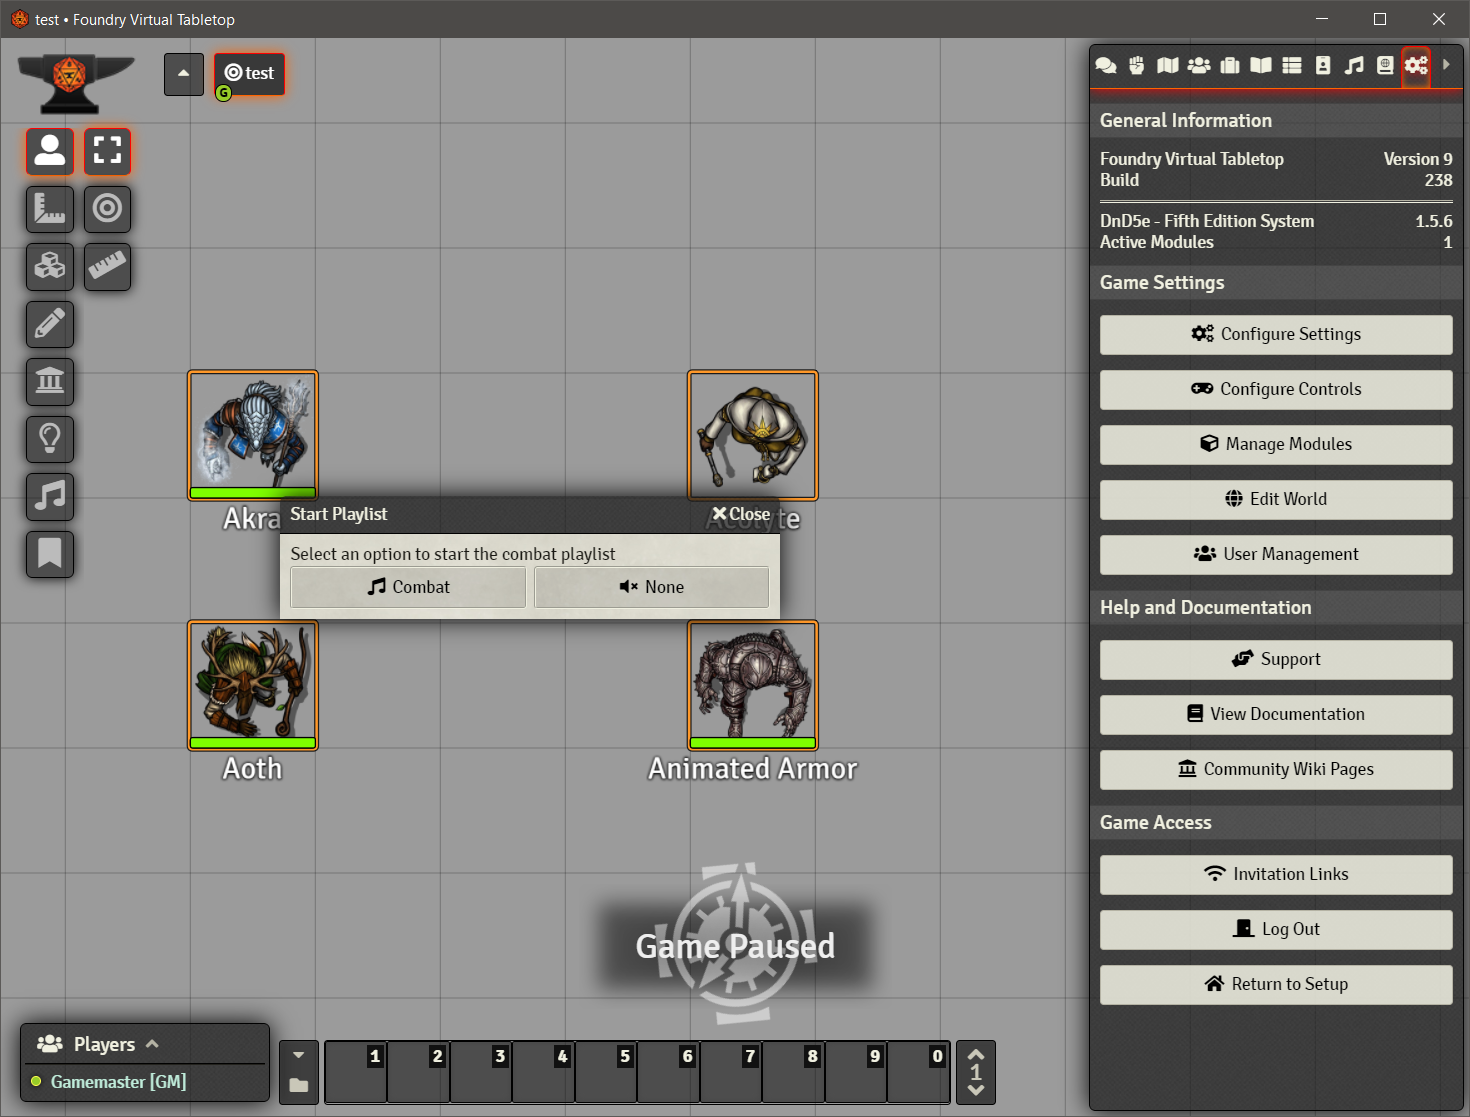 test • Foundry Virtual Tabletop
test
G
General Information
Foundry Virtual Tabletop Version 9
Build 238
DnD5e - Fifth Edition System 1.5.6
Active Modules 1
Game Settings
Configure Settings
Configure Controls
Manage Modules
Edit World
User Management
Help and Documentation
Support
View Documentation
Community Wiki Pages
Game Access
Invitation Links
Log Out
Return to Setup
Akra
Acolyte
Start Playlist Close
Select an option to start the combat playlist
Combat None
Aoth
Animated Armor
Game Paused
Players
Gamemaster [GM]
1 2 3 4 5 6 7 8 9 0
1